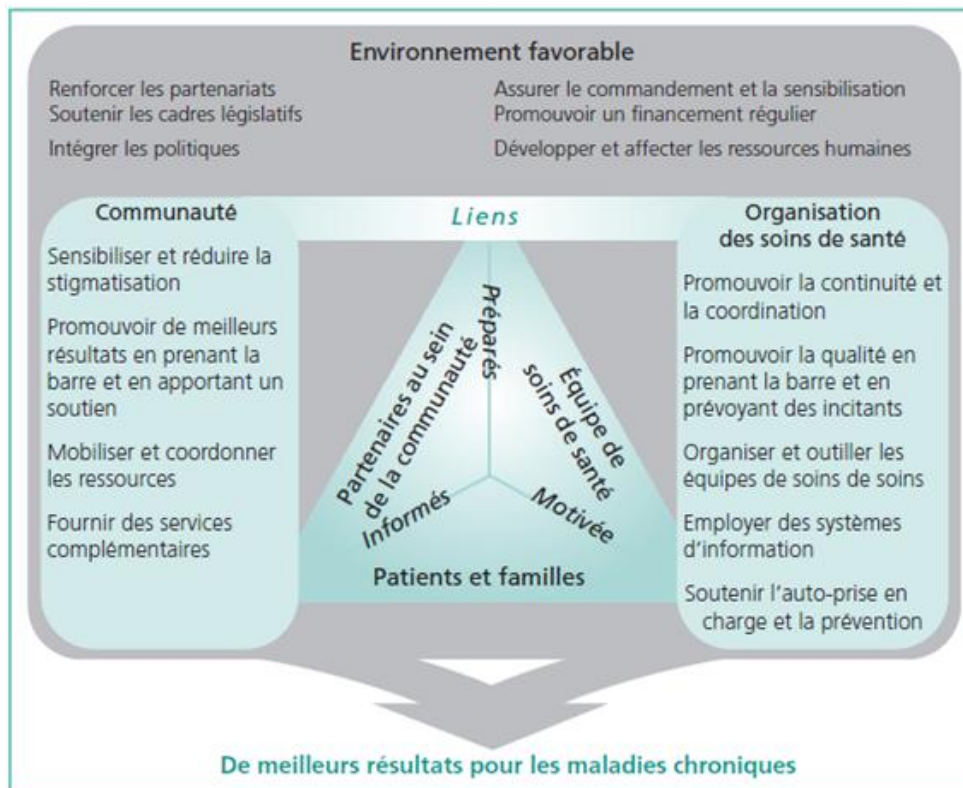 Environnement favorable
Renforcer les partenariats
Soutenir les cadres législatifs
Intégrer les politiques
Assurer le commandement et la sensibilisation
Promouvoir un financement régulier
Développer et affecter les ressources humaines
Communauté
Sensibiliser et réduire la
stigmatisation
Promouvoir de meilleurs
résultats en prenant la
barre et en apportant un
soutien
Mobiliser et coordonner
les ressources
Fournir des services
complémentaires
Liens
Préparés
Partenaires au sein
de la communauté
Équipe de
soins de santé
Informés
Motivée
Patients et familles
Organisation
des soins de santé
Promouvoir la continuité et
la coordination
Promouvoir la qualité en
prenant la barre et en
prévoyant des incitants
Organiser et outiller les
équipes de soins de soins
Employer des systèmes
d'information
Soutenir l'auto-prise en
charge et la prévention
De meilleurs résultats pour les maladies chroniques